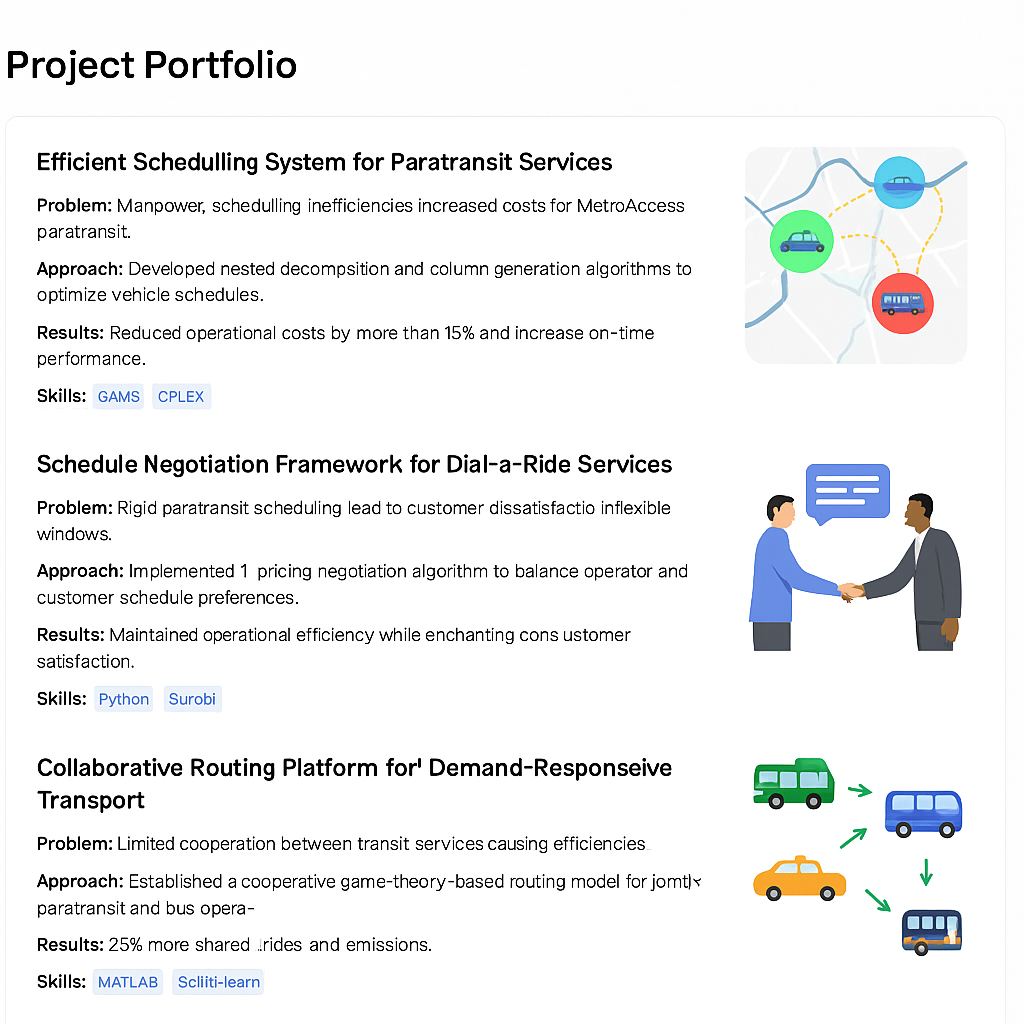 Project Portfolio
Efficient Schedulling System for Paratransit Services
Problem: Manpower, schedulling inefficiencies increased costs for MetroAccess
paratransit.
Approach: Developed nested decompsition and column generation algorithms to
optimize vehicle schedules.
Results: Reduced operational costs by more than 15% and increase on-time
performance.
Skills: GAMS CPLEX
Schedule Negotiation Framework for Dial-a-Ride Services
Problem: Rigid paratransit scheduling lead to customer dissatisfactio inflexible
windows.
Approach: Implemented 1 pricing negotiation algorithm to balance operator and
customer schedule preferences.
Results: Maintained operational efficiency while enchanting cons ustomer
satisfaction.
Skills: Python Surobi
Collaborative Routing Platform for' Demand-Responseive
Transport
Problem: Limited cooperation between transit services causing efficiencies
Approach: Established a cooperative game-theory-based routing model for
paratransit and bus opera-
Results: 25% more shared rides and emissions.
Skills: MATLAB Scliiti-learn